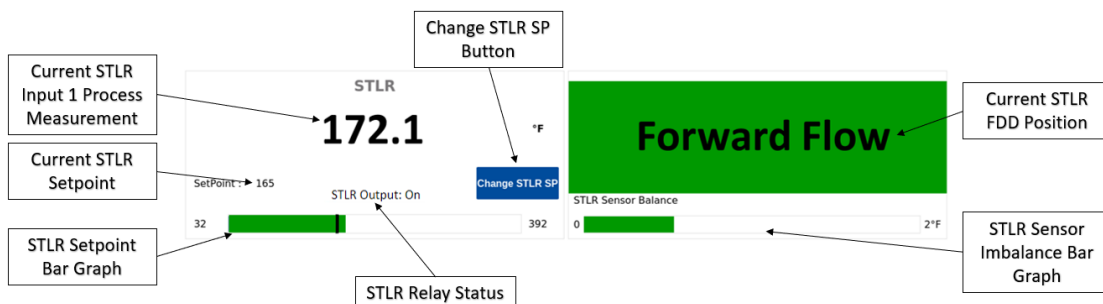 Change STLR SP
Button
Current STLR
Input 1 Process
Measurement
STLR
172.1
°F
Forward Flow
Current STLR
FDD Position
Current STLR
Setpoint
SetPoint : 165
Change STLR SP
STLR Output: On
32
392
STLR Sensor Balance
0
2°F
STLR Setpoint
Bar Graph
STLR Relay Status
STLR Sensor
Imbalance Bar
Graph